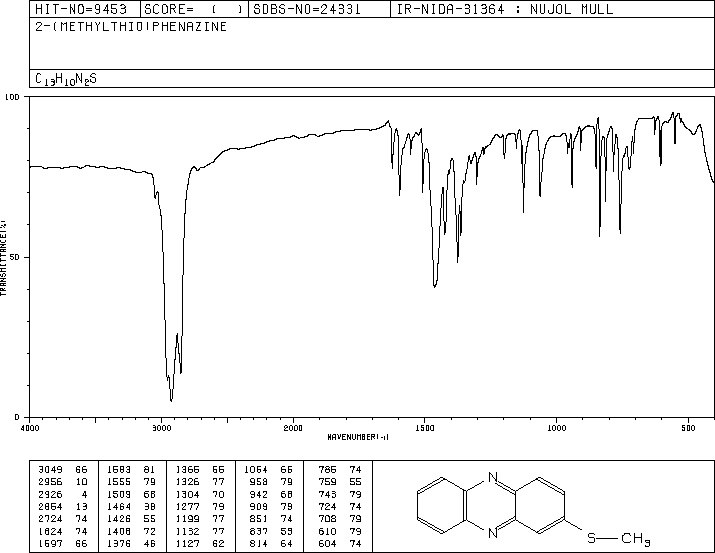 HIT-NO=9453 SCORE= ( ) SDBS-NO=24331 IR-NIDA-31364 : NUJOL MULL
2-(METHYLTHIO)PHENAZINE
C13H10N2S
100
50
0
TRANSMITTANCE(%)
4000 3000 2000 1500 1000 500
WAVENUMBER(-1)
3049 66 1583 81 1366 55 1064 66 786 74
2956 10 1555 79 1326 77 958 79 759 55
2926 4 1509 68 1304 70 942 68 743 79
2854 13 1464 38 1277 79 909 79 724 74
2724 74 1426 55 1199 77 851 74 708 79
1624 74 1408 72 1132 77 837 53 610 79
1597 66 1376 46 1127 62 814 64 604 74
N
N
S CH3